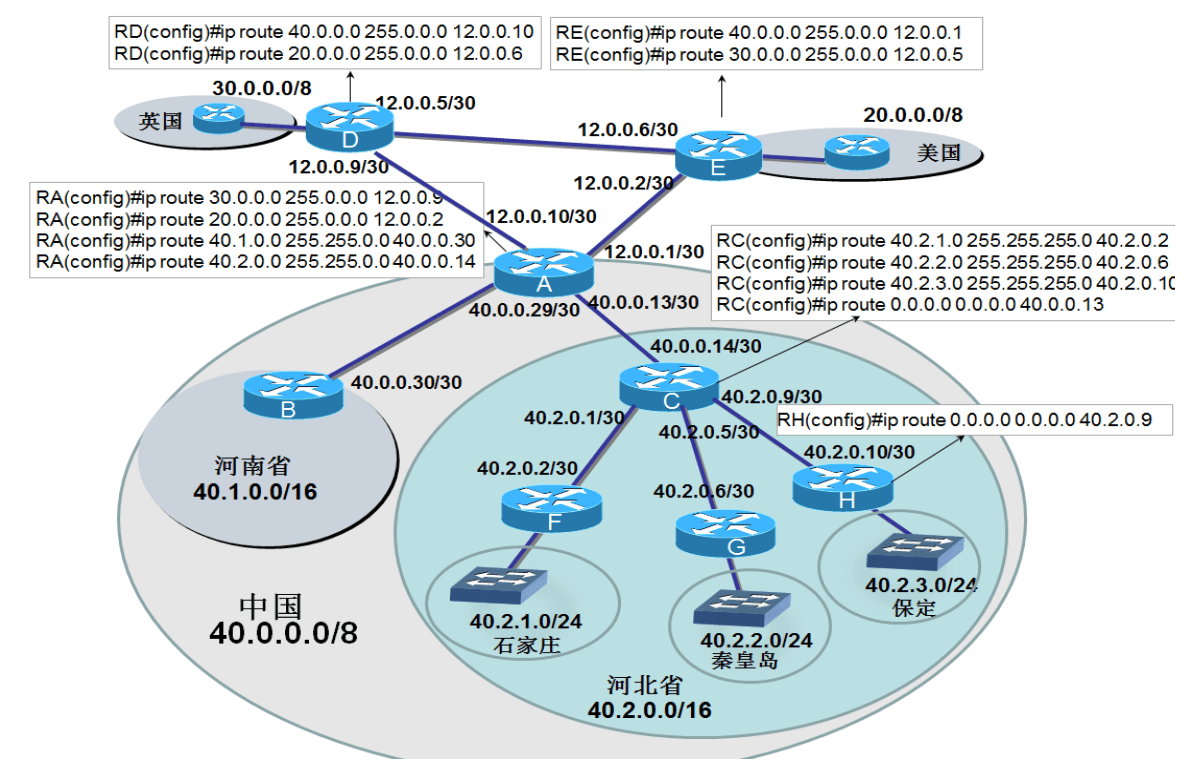 RD(config)#ip route 40.0.0.0 255.0.0.0 12.0.0.10
RD(config)#ip route 20.0.0.0 255.0.0.0 12.0.0.6
RE(config)#ip route 40.0.0.0 255.0.0.0 12.0.0.1
RE(config)#ip route 30.0.0.0 255.0.0.0 12.0.0.5
30.0.0.0/8
12.0.0.5/30
英国
D
12.0.0.6/30
20.0.0.0/8
E
美国
12.0.0.9/30
12.0.0.2/30
RA(config)#ip route 30.0.0.0 255.0.0.0 12.0.0.9
RA(config)#ip route 20.0.0.0 255.0.0.0 12.0.0.2
RA(config)#ip route 40.1.0.0 255.255.0.0 40.0.0.30
RA(config)#ip route 40.2.0.0 255.255.0.0 40.0.0.14
12.0.0.10/30
12.0.0.1/30
RC(config)#ip route 40.2.1.0 255.255.255.0 40.2.0.2
RC(config)#ip route 40.2.2.0 255.255.255.0 40.2.0.6
RC(config)#ip route 40.2.3.0 255.255.255.0 40.2.0.10
RC(config)#ip route 0.0.0.0 0.0.0.0 40.0.0.13
A
40.0.0.29/30
40.0.0.13/30
40.0.0.14/30
40.0.0.30/30
B
C
40.2.0.9/30
40.2.0.1/30
40.2.0.5/30
RH(config)#ip route 0.0.0.0 0.0.0.0 40.2.0.9
河南省
40.1.0.0/16
40.2.0.2/30
40.2.0.6/30
40.2.0.10/30
F
G
H
40.2.1.0/24
石家庄
40.2.2.0/24
秦皇岛
40.2.3.0/24
保定
中国
40.0.0.0/8
河北省
40.2.0.0/16